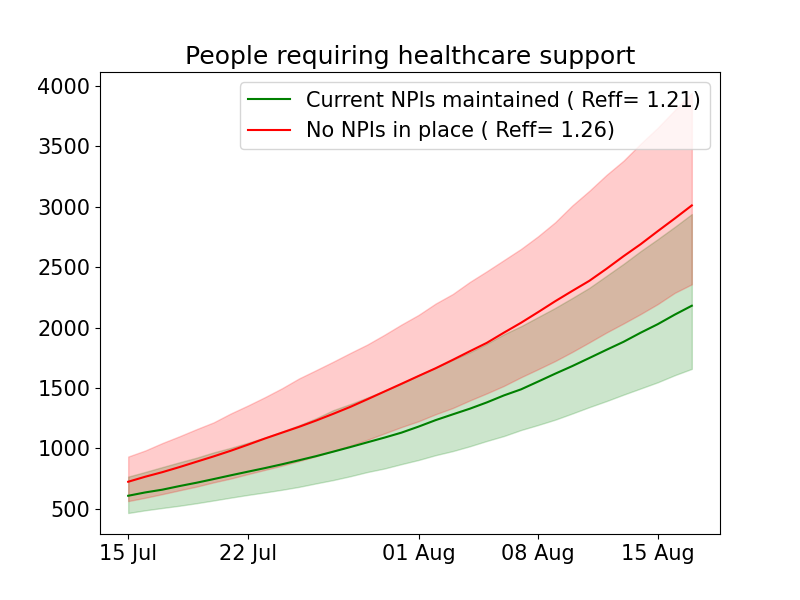 People requiring healthcare support
Current NPIs maintained ( Reff= 1.21)
No NPIs in place ( Reff= 1.26)
4000
3500
3000
2500
2000
1500
1000
500
15 Jul
22 Jul
01 Aug
08 Aug
15 Aug